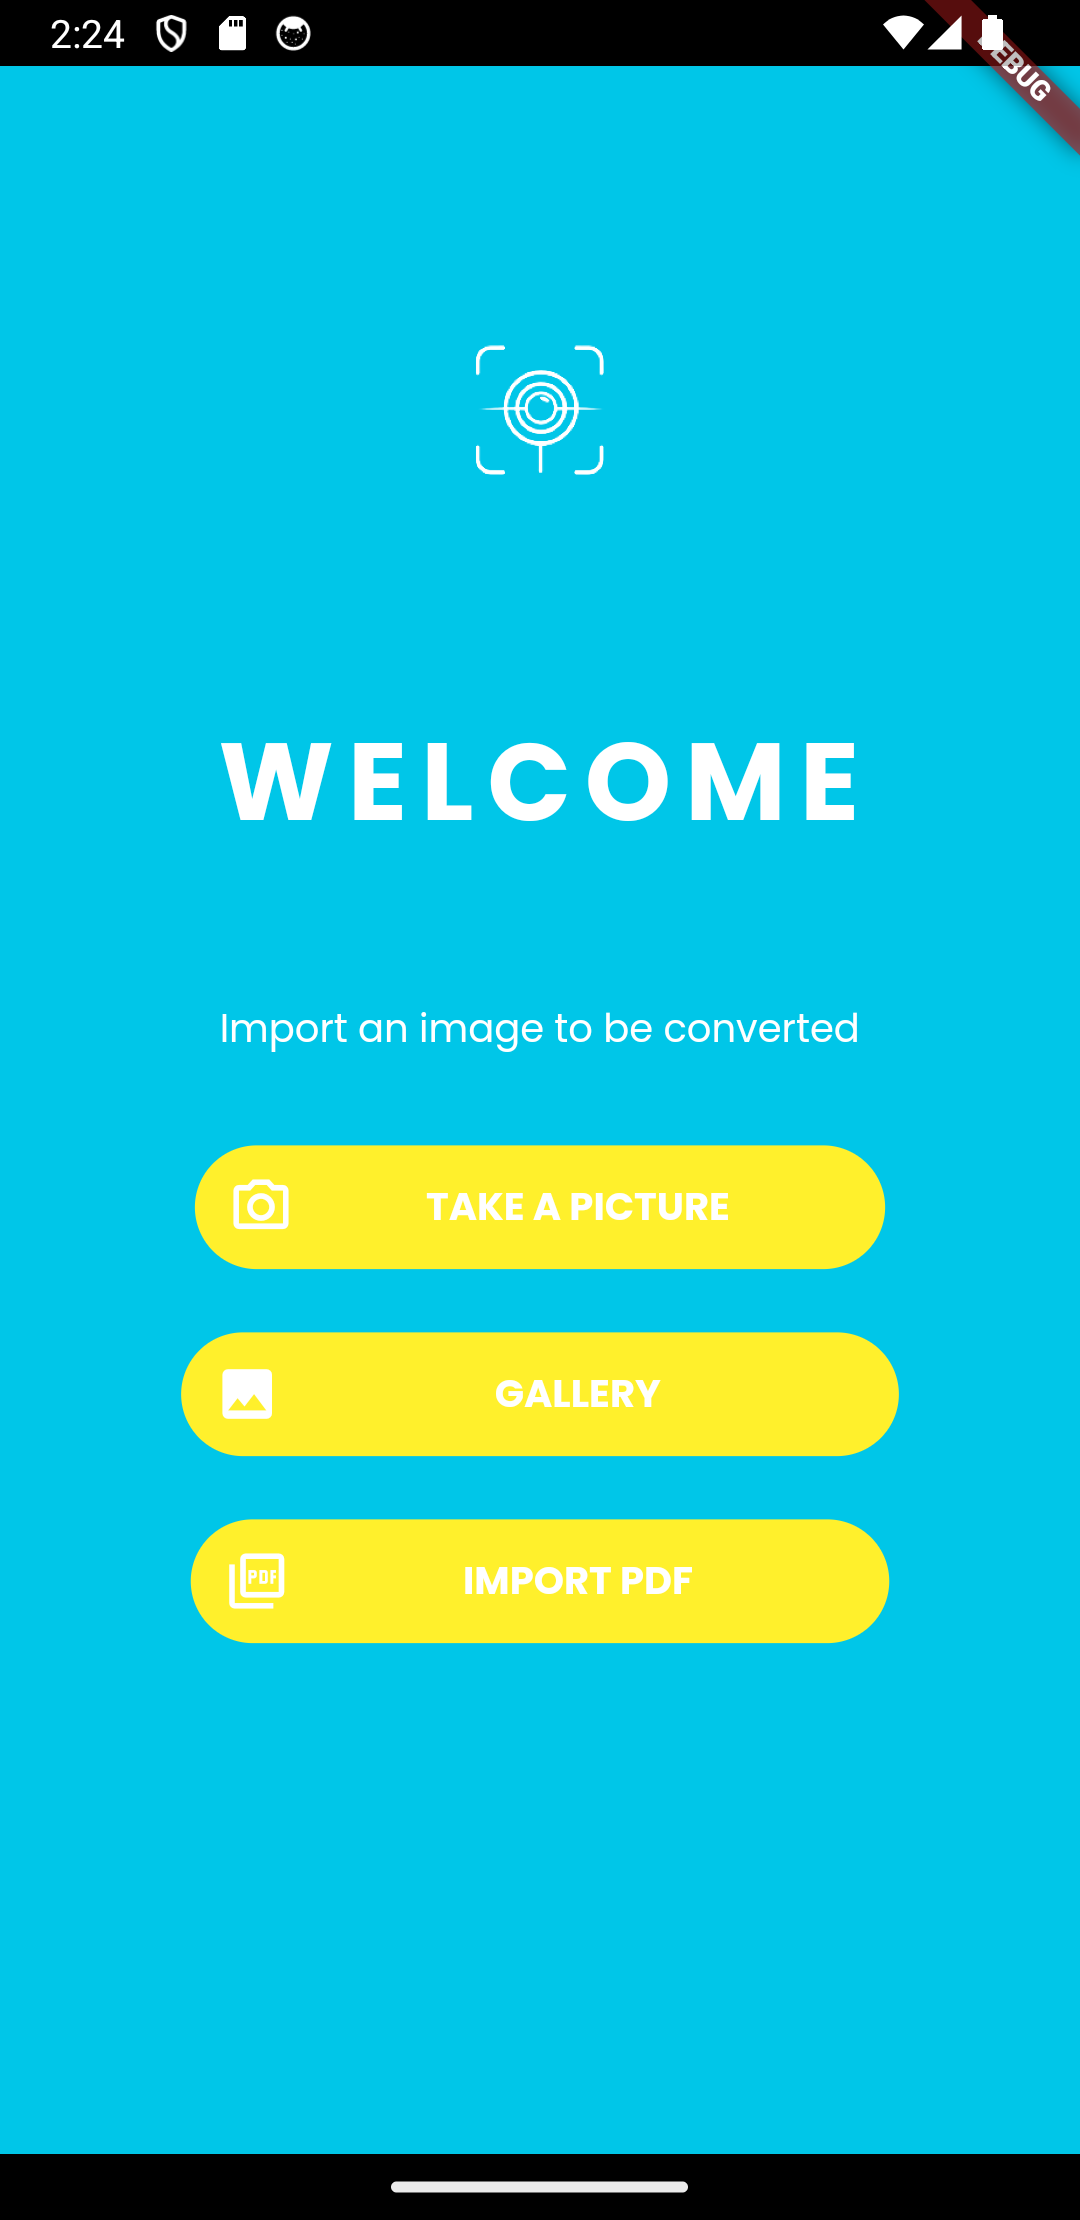 2:24
DEBUG
WELCOME
Import an image to be converted
TAKE A PICTURE
GALLERY
PDF
IMPORT PDF